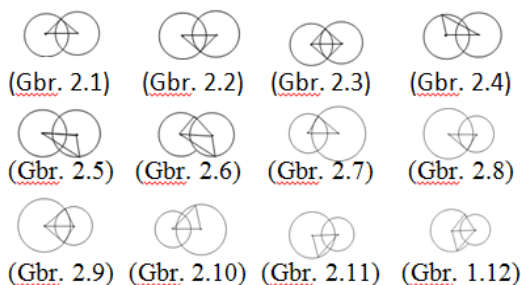 (Gbr. 2.1) (Gbr. 2.2) (Gbr. 2.3) (Gbr. 2.4)
(Gbr. 2.5) (Gbr. 2.6) (Gbr. 2.7) (Gbr. 2.8)
(Gbr. 2.9) (Gbr. 2.10) (Gbr. 2.11) (Gbr. 1.12)